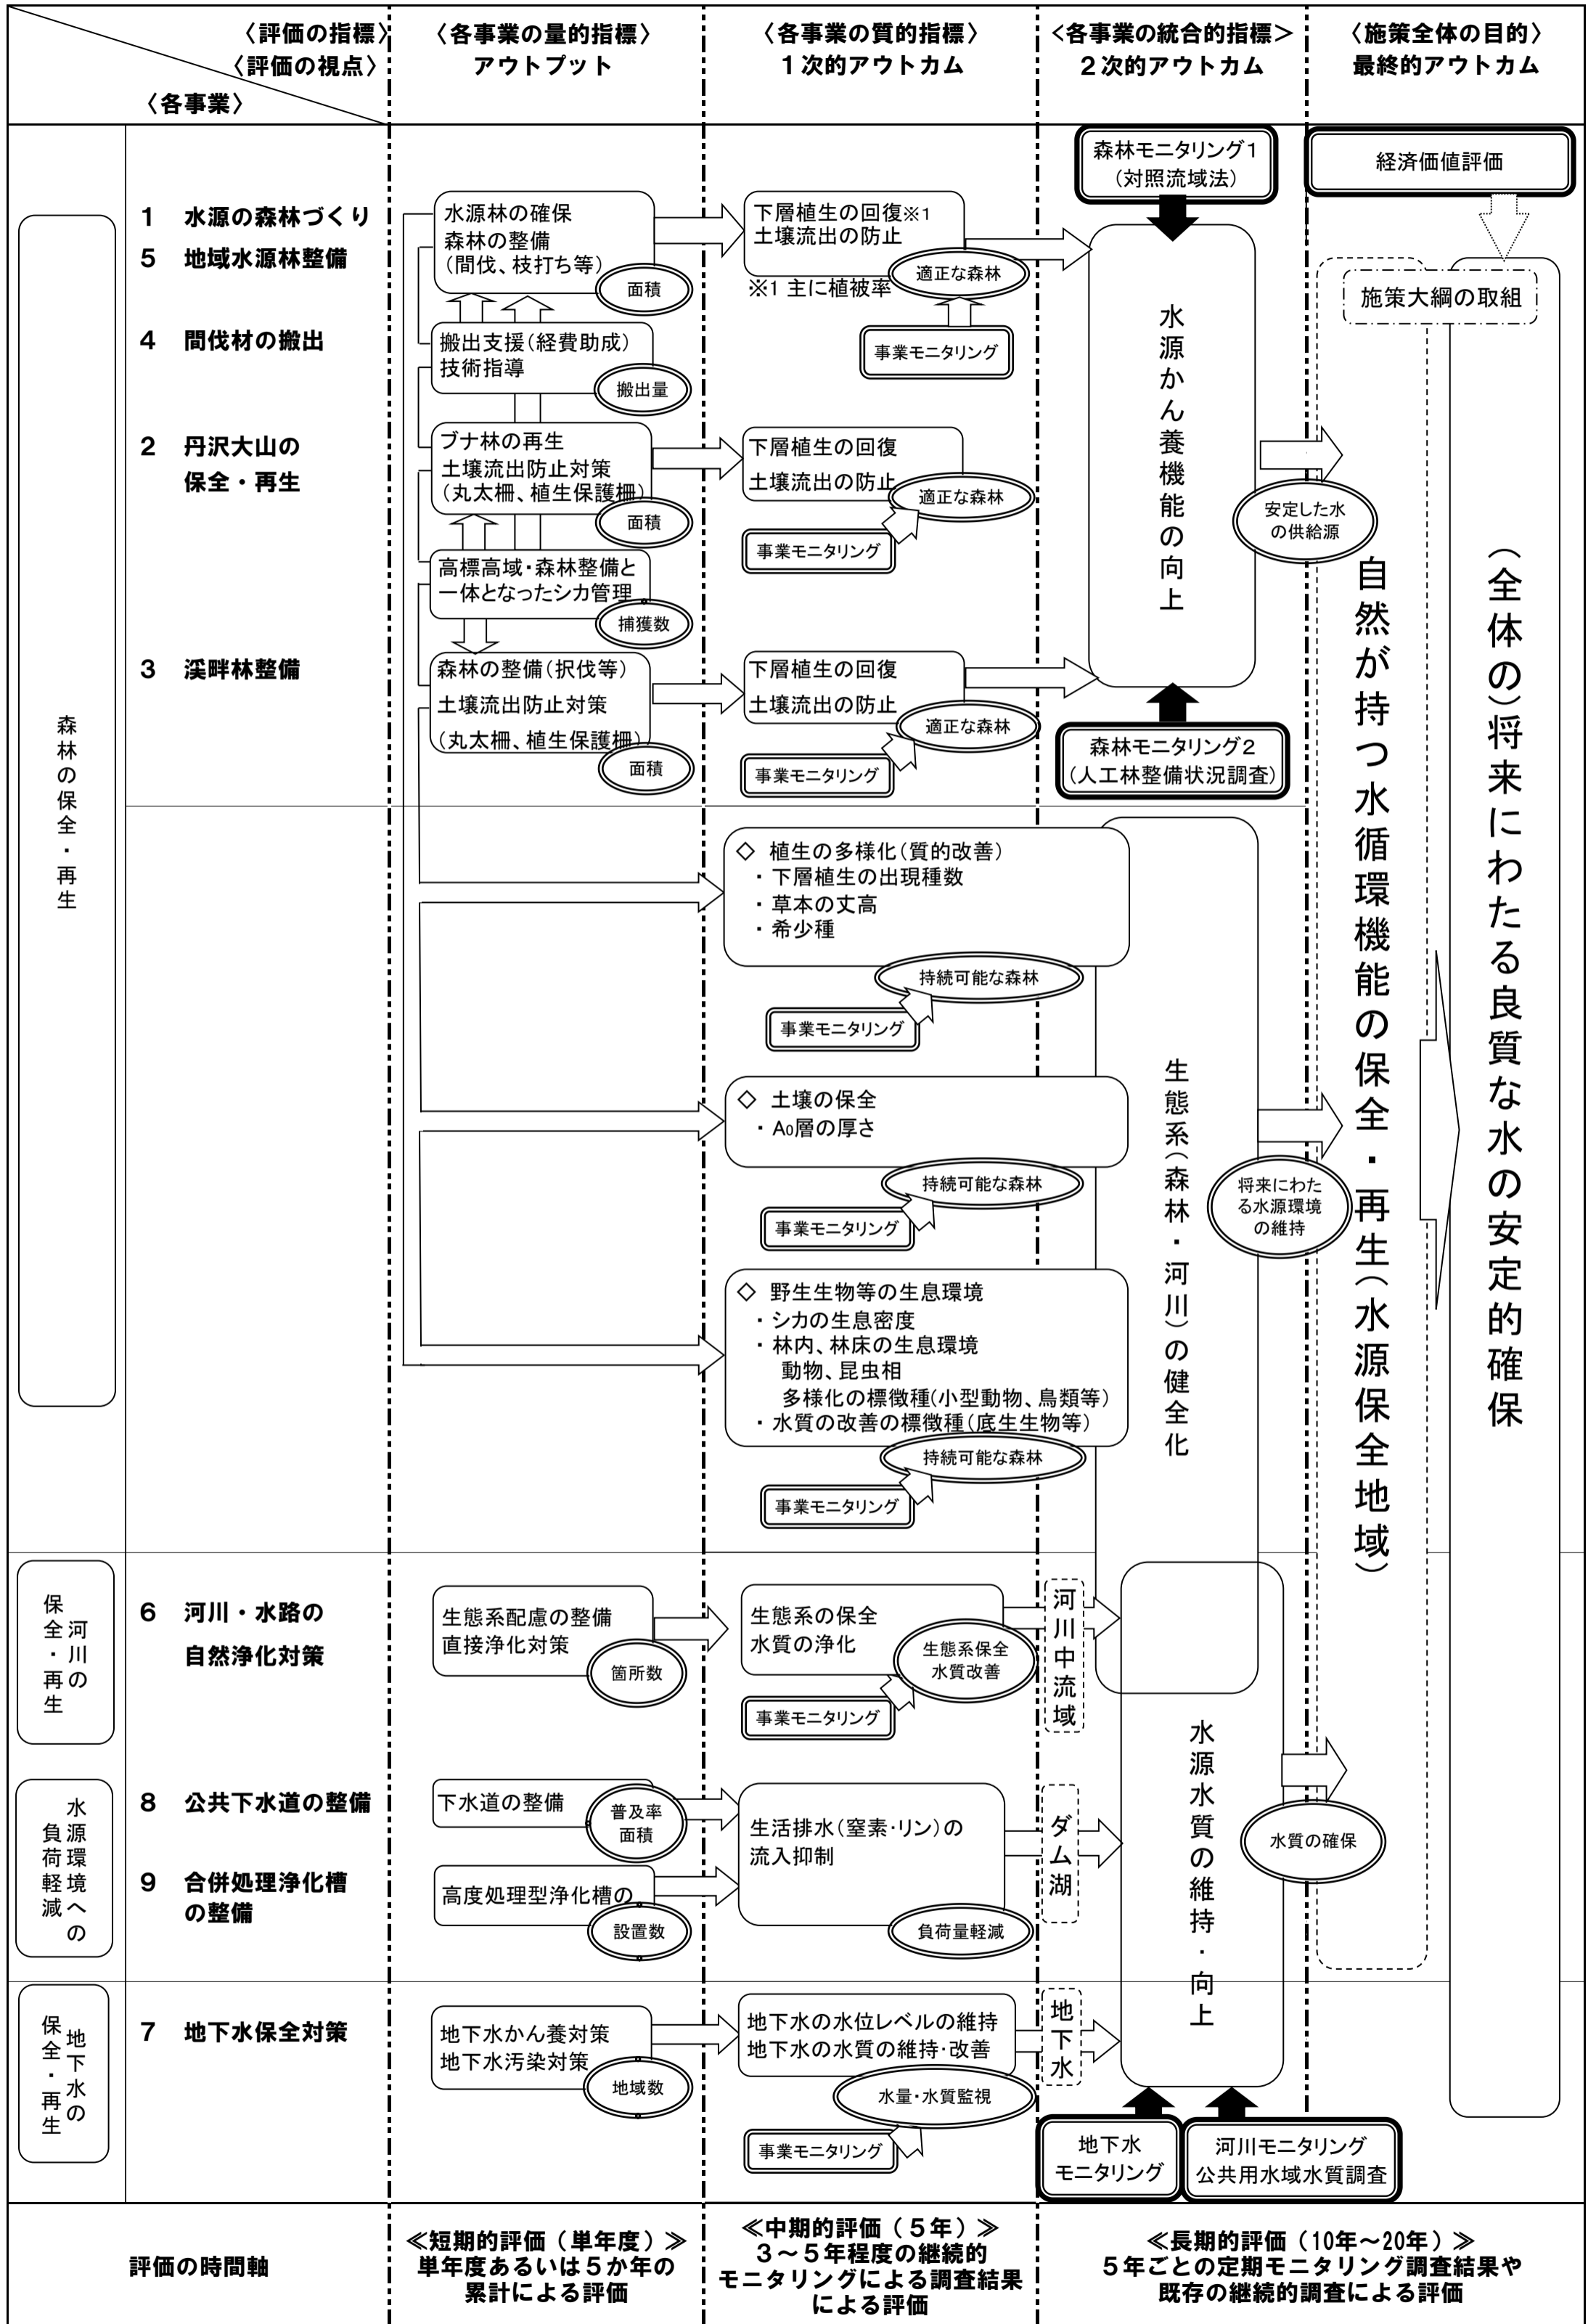 〈評価の指標〉
〈評価の視点〉
〈各事業〉
〈各事業の量的指標〉
アウトプット
〈各事業の質的指標〉
１次的アウトカム
＜各事業の統合的指標＞
２次的アウトカム
〈施策全体の目的〉
最終的アウトカム
森林の保全・再生
1 水源の森林づくり
5 地域水源林整備
水源林の確保
森林の整備
（間伐、枝打ち等）
面積
下層植生の回復※1
土壌流出の防止
適正な森林
※1 主に植被率
事業モニタリング
4 間伐材の搬出
搬出支援（経費助成）
技術指導
搬出量
2 丹沢大山の
保全・再生
ブナ林の再生
土壌流出防止対策
（丸太柵、植生保護柵）
面積
下層植生の回復
土壌流出の防止
適正な森林
事業モニタリング
高標高域・森林整備と
一体となったシカ管理
捕獲数
3 渓畔林整備
森林の整備（択伐等）
土壌流出防止対策
（丸太柵、植生保護柵）
面積
下層植生の回復
土壌流出の防止
適正な森林
事業モニタリング
◇ 植生の多様化（質的改善）
・下層植生の出現種数
・草本の丈高
・希少種
持続可能な森林
事業モニタリング
◇ 土壌の保全
・A0層の厚さ
持続可能な森林
事業モニタリング
◇ 野生生物等の生息環境
・シカの生息密度
・林内、林床の生息環境
動物、昆虫相
多様化の標徴種（小型動物、鳥類等）
・水質の改善の標徴種（底生生物等）
持続可能な森林
事業モニタリング
森林モニタリング1
（対照流域法）
水源かん養機能の向上
安定した水
の供給源
森林モニタリング2
（人工林整備状況調査）
生態系（森林・河川）の健全化
将来にわた
る水源環境
の維持
経済価値評価
施策大綱の取組
自然が持つ水循環機能の保全・再生（水源保全地域）
（全体の）将来にわたる良質な水の安定的確保
河川の
保全・再生
6 河川・水路の
自然浄化対策
生態系配慮の整備
直接浄化対策
箇所数
生態系の保全
水質の浄化
生態系保全
水質改善
事業モニタリング
河川中流域
水源環境への
負荷軽減
8 公共下水道の整備
下水道の整備
普及率
面積
9 合併処理浄化槽
の整備
高度処理型浄化槽の
設置数
生活排水（窒素・リン）の
流入抑制
負荷量軽減
ダム湖
水源水質の維持・向上
水質の確保
地下水の
保全・再生
7 地下水保全対策
地下水かん養対策
地下水汚染対策
地域数
地下水の水位レベルの維持
地下水の水質の維持・改善
水量・水質監視
事業モニタリング
地下水
地下水
モニタリング
河川モニタリング
公共用水域水質調査
評価の時間軸
≪短期的評価（単年度）≫
単年度あるいは５か年の
累計による評価
≪中期的評価（５年）≫
３～５年程度の継続的
モニタリングによる調査結果
による評価
≪長期的評価（10年～20年）≫
５年ごとの定期モニタリング調査結果や
既存の継続的調査による評価